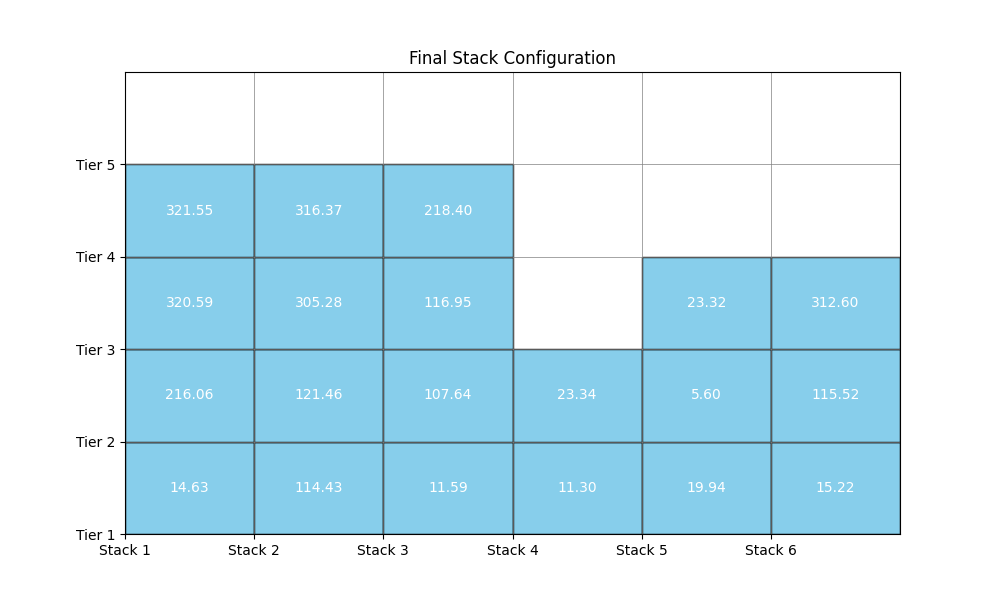 Final Stack Configuration
Tier 5
321.55 316.37 218.40
Tier 4
320.59 305.28 116.95 23.32 312.60
Tier 3
216.06 121.46 107.64 23.34 5.60 115.52
Tier 2
14.63 114.43 11.59 11.30 19.94 15.22
Tier 1
Stack 1 Stack 2 Stack 3 Stack 4 Stack 5 Stack 6